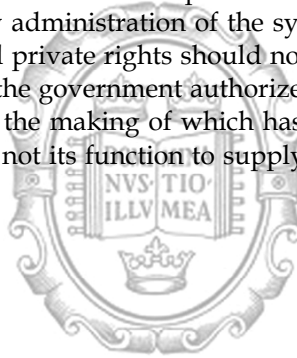 y administration of the sy
l private rights should no
the government authorize
the making of which has
not its function to supply
NVS TIO
ILLV MEA